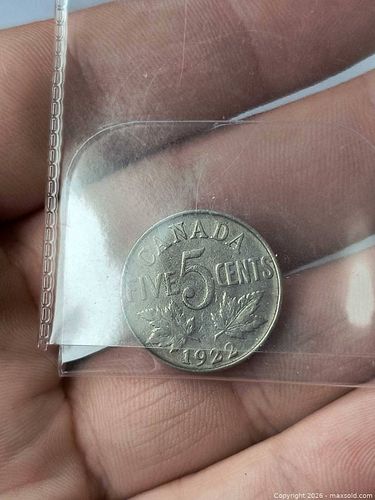 CANADA
FIVE 5 CENTS
1922
Copyright 2026 - maxsold.com